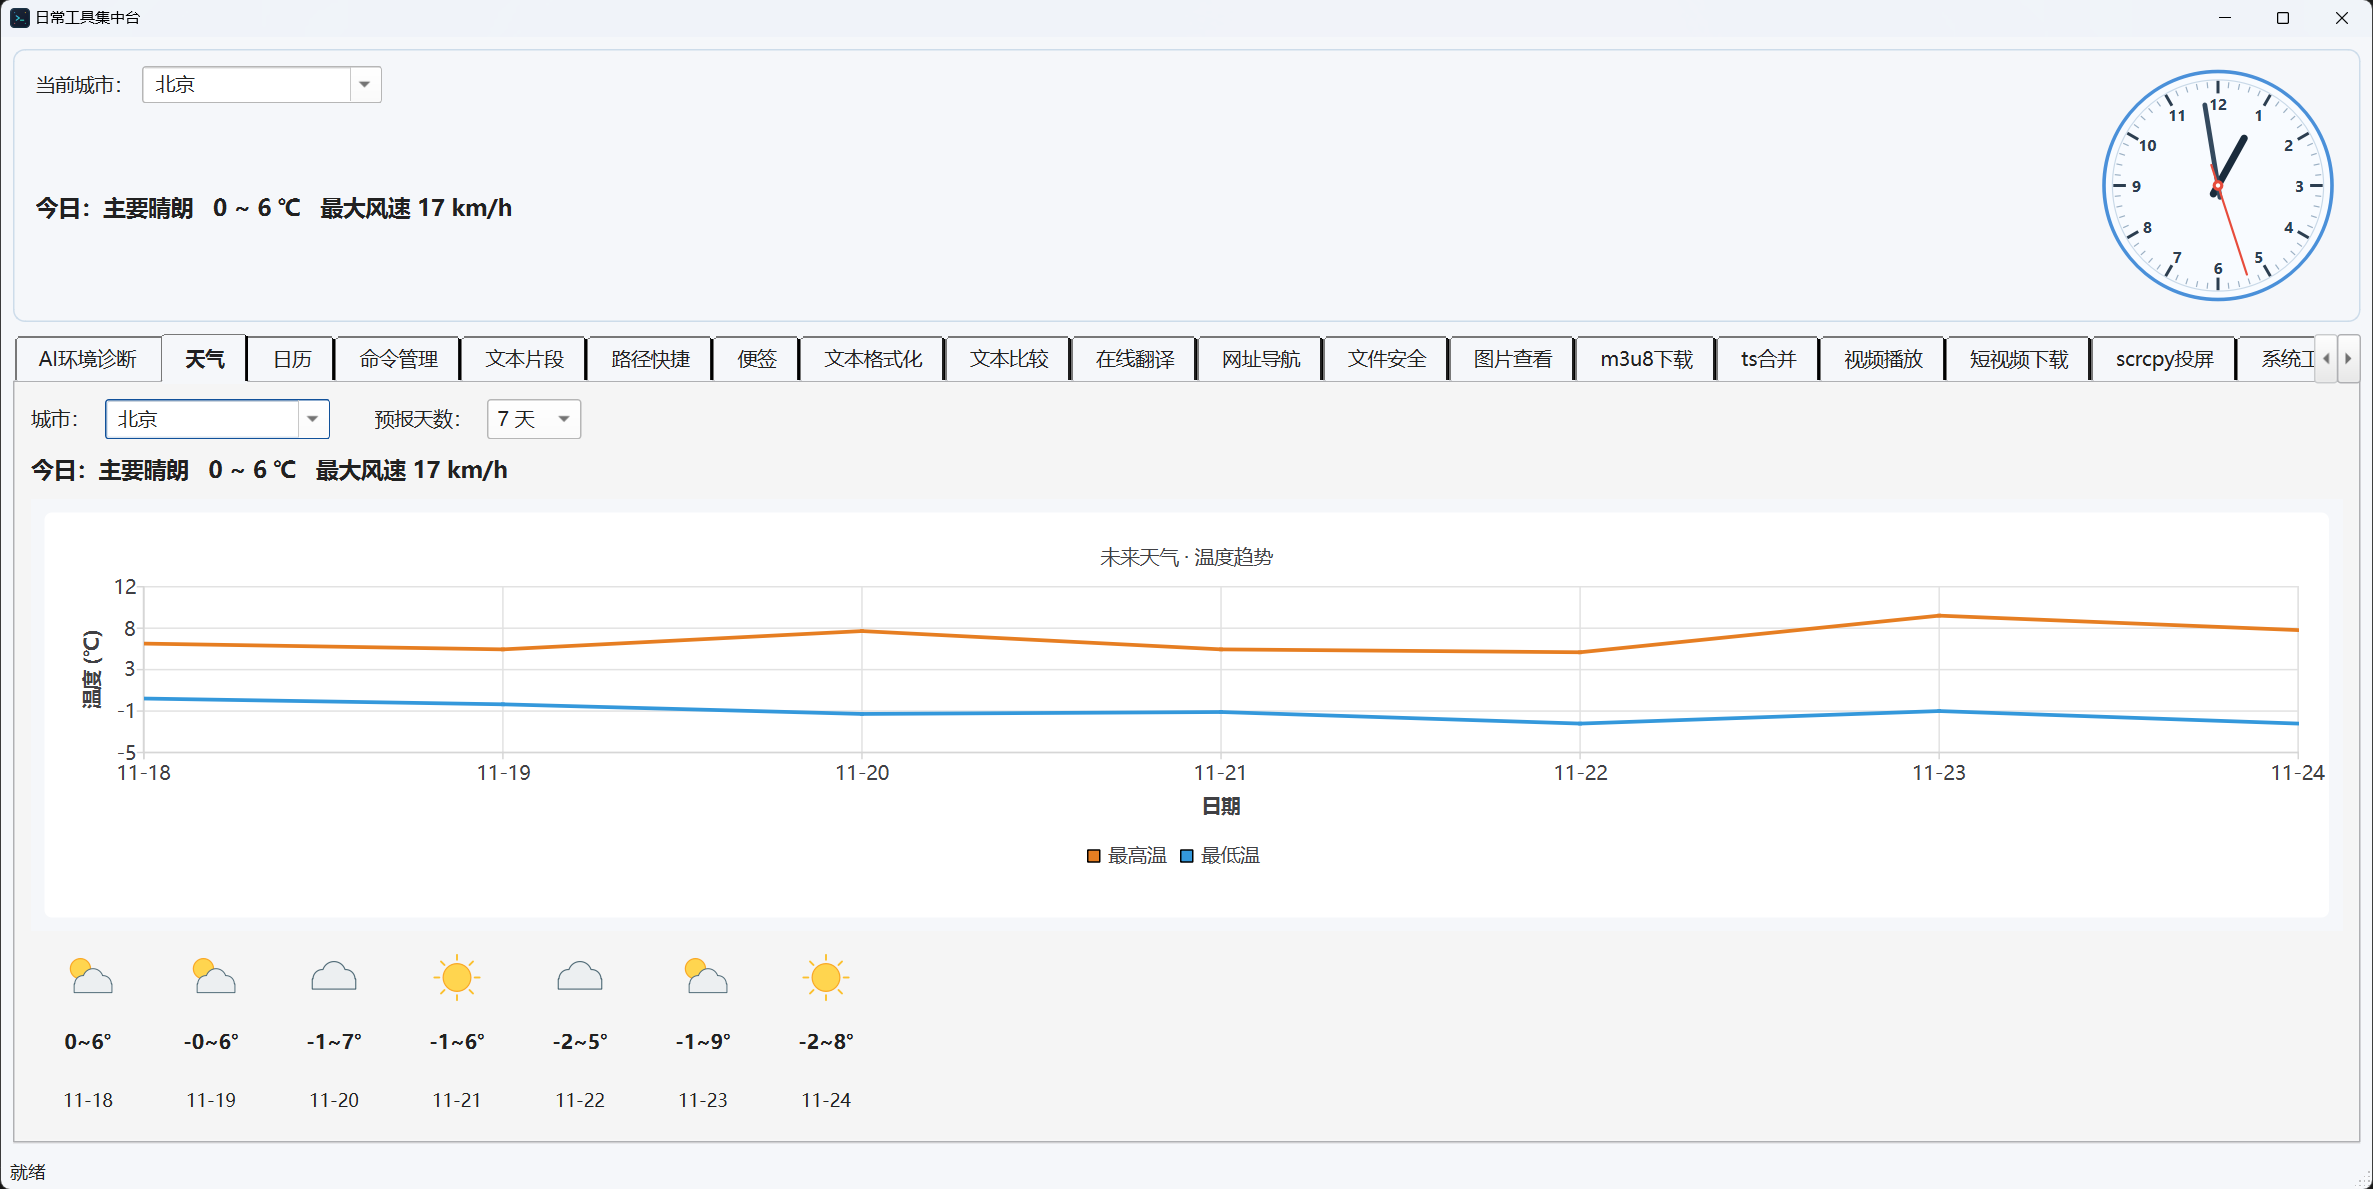 日常工具集中台
当前城市： 北京
今日：主要晴朗 0 ~ 6 ℃ 最大风速 17 km/h
12
1
2
3
4
5
6
7
8
9
10
11
AI环境诊断 天气 日历 命令管理 文本片段 路径快捷 便签 文本格式化 文本比较 在线翻译 网址导航 文件安全 图片查看 m3u8下载 ts合并 视频播放 短视频下载 scrcpy投屏 系统工
城市： 北京 预报天数： 7 天
今日：主要晴朗 0 ~ 6 ℃ 最大风速 17 km/h
未来天气 · 温度趋势
温度 (℃)
12
8
3
-1
-5
11-18 11-19 11-20 11-21 11-22 11-23 11-24
日期
最高温 最低温
0~6° -0~6° -1~7° -1~6° -2~5° -1~9° -2~8°
11-18 11-19 11-20 11-21 11-22 11-23 11-24
就绪